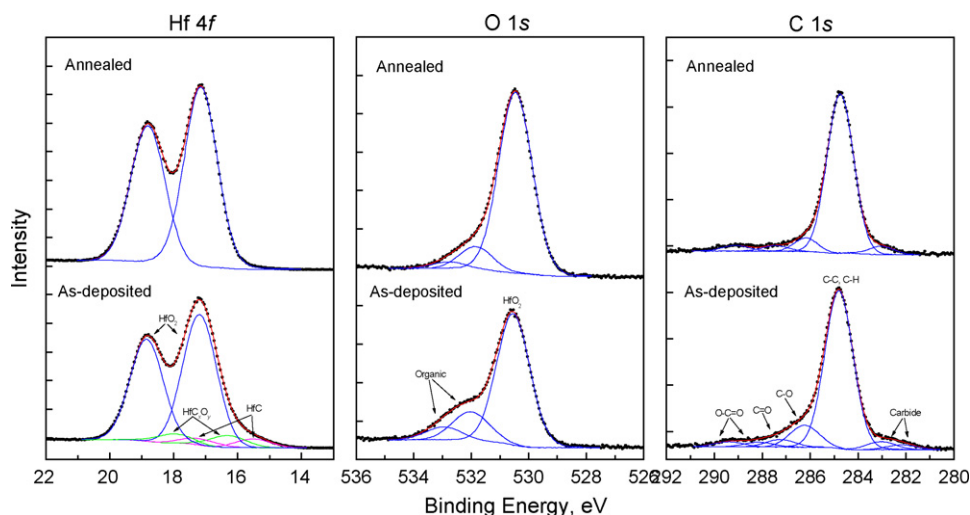 Hf 4f
O 1s
C 1s
Annealed
Annealed
Annealed
Intensity
As-deposited
As-deposited
As-deposited
HfO2
HfCxOy
HfC
HfO2
Organic
C-C, C-H
C-O
C=O
O-C=O
Carbide
22 20 18 16 14
536 534 532 530 528 526
292 290 288 286 284 282 280
Binding Energy, eV